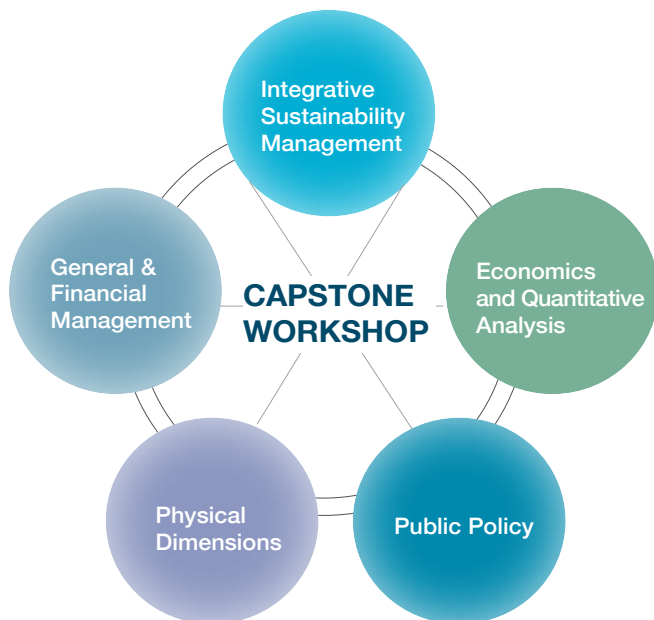 Integrative
Sustainability
Management
General &
Financial
Management
CAPSTONE
WORKSHOP
Economics
and Quantitative
Analysis
Physical
Dimensions
Public Policy